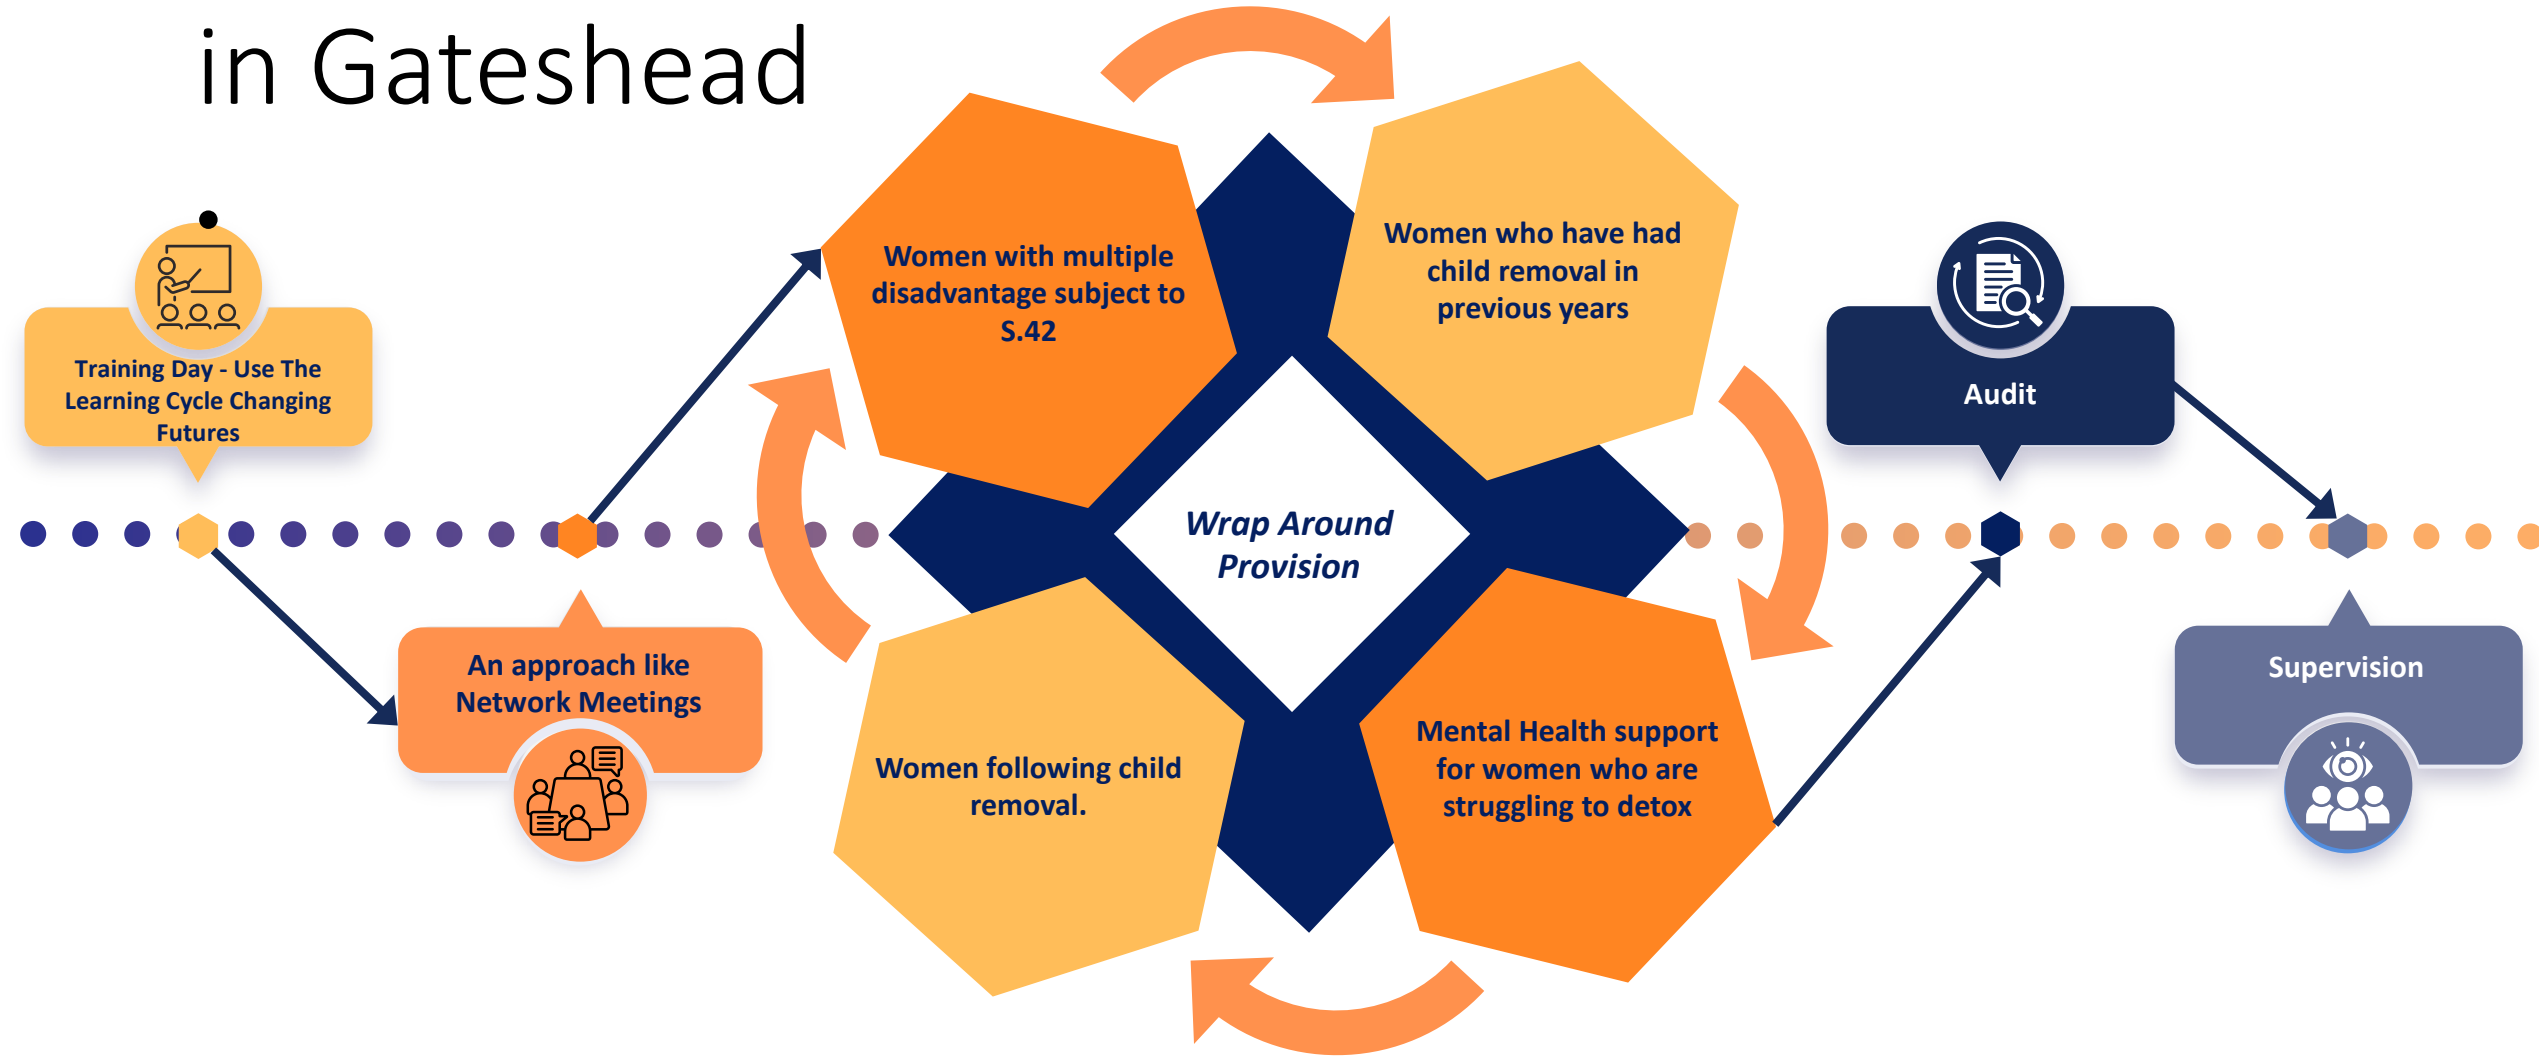 in Gateshead
Training Day - Use The
Learning Cycle Changing
Futures
An approach like
Network Meetings
Women with multiple
disadvantage subject to
S.42
Women who have had
child removal in
previous years
Wrap Around
Provision
Women following child
removal.
Mental Health support
for women who are
struggling to detox
Audit
Supervision